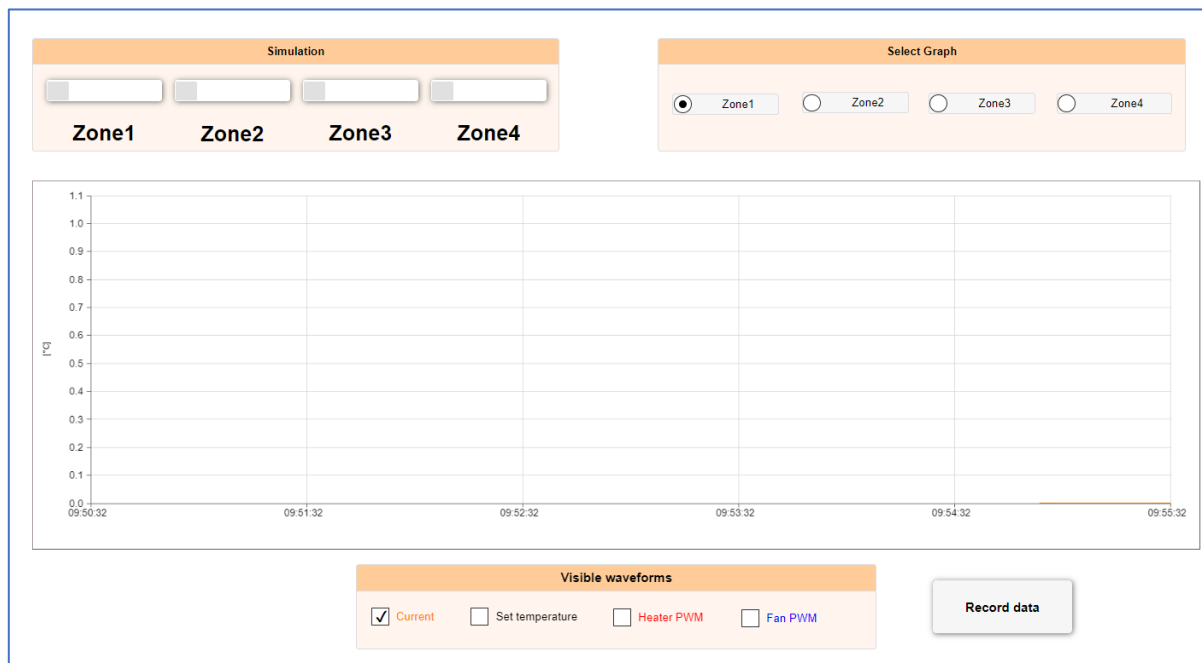 Simulation
Zone1 Zone2 Zone3 Zone4
Select Graph
Zone1 Zone2 Zone3 Zone4
[°C]
1.1
1.0
0.9
0.8
0.7
0.6
0.5
0.4
0.3
0.2
0.1
0.0
09:50:32 09:51:32 09:52:32 09:53:32 09:54:32 09:55:32
Visible waveforms
Current Set temperature Heater PWM Fan PWM
Record data